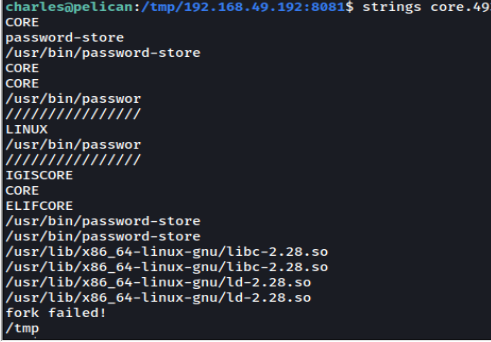 charles@pelican:/tmp/192.168.49.192:8081$ strings core.49
CORE
password-store
/usr/bin/password-store
CORE
CORE
/usr/bin/passwor
////////////////
LINUX
/usr/bin/passwor
////////////////
IGISCORE
CORE
ELIFCORE
/usr/bin/password-store
/usr/bin/password-store
/usr/lib/x86_64-linux-gnu/libc-2.28.so
/usr/lib/x86_64-linux-gnu/libc-2.28.so
/usr/lib/x86_64-linux-gnu/ld-2.28.so
/usr/lib/x86_64-linux-gnu/ld-2.28.so
fork failed!
/tmp